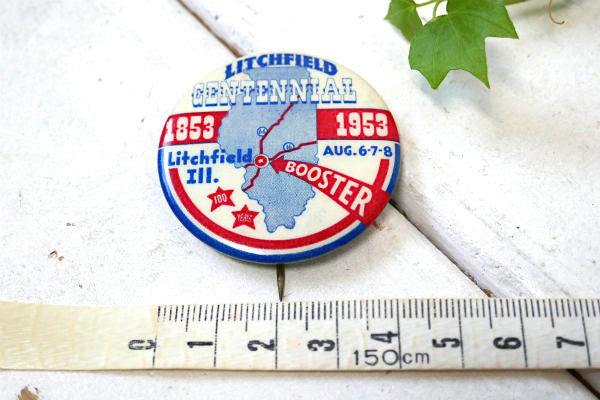 LITCHFIELD
CENTENNIAL
1853 1953
Litchfield
Ill.
AUG. 6-7-8
BOOSTER
100
YEARS
0 1 2 3 4 5 6 7
150cm